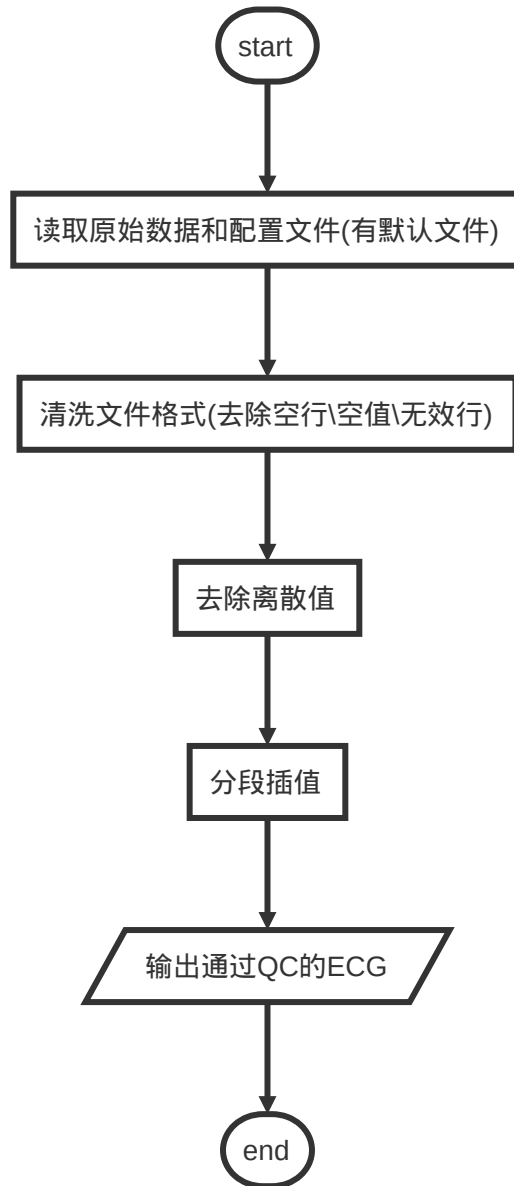 start
读取原始数据和配置文件(有默认文件)
清洗文件格式(去除空行\空值\无效行)
去除离散值
分段插值
输出通过QC的ECG
end